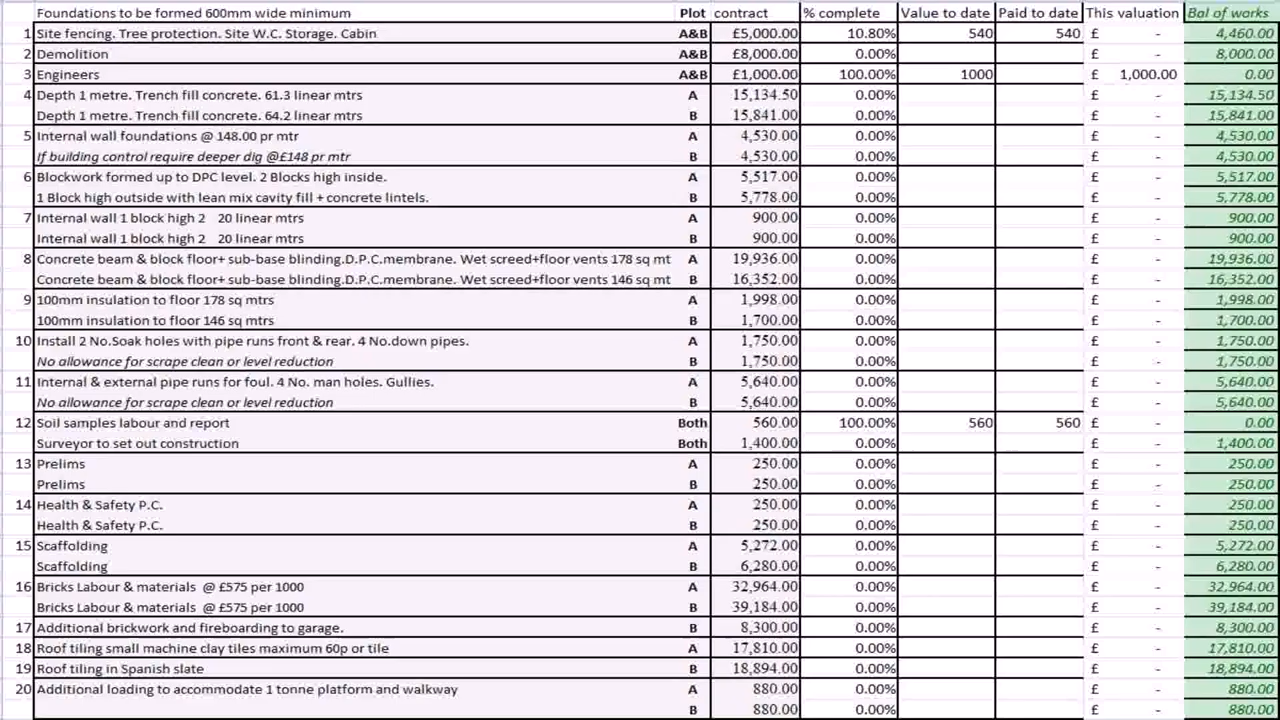 Foundations to be formed 600mm wide minimum Plot contract % complete Value to date Paid to date This valuation Bal of works
1 Site fencing. Tree protection. Site W.C. Storage. Cabin A&B £5,000.00 10.80% 540 540 £ - 4,460.00
2 Demolition A&B £8,000.00 0.00% £ - 8,000.00
3 Engineers A&B £1,000.00 100.00% 1000 £ 1,000.00 0.00
4 Depth 1 metre. Trench fill concrete. 61.3 linear mtrs A 15,134.50 0.00% £ - 15,134.50
Depth 1 metre. Trench fill concrete. 64.2 linear mtrs B 15,841.00 0.00% £ - 15,841.00
5 Internal wall foundations @ 148.00 pr mtr A 4,530.00 0.00% £ - 4,530.00
If building control require deeper dig @£148 pr mtr B 4,530.00 0.00% £ - 4,530.00
6 Blockwork formed up to DPC level. 2 Blocks high inside. A 5,517.00 0.00% £ - 5,517.00
1 Block high outside with lean mix cavity fill + concrete lintels. B 5,778.00 0.00% £ - 5,778.00
7 Internal wall 1 block high 2 20 linear mtrs A 900.00 0.00% £ - 900.00
Internal wall 1 block high 2 20 linear mtrs B 900.00 0.00% £ - 900.00
8 Concrete beam & block floor+ sub-base blinding.D.P.C.membrane. Wet screed+floor vents 178 sq mt A 19,936.00 0.00% £ - 19,936.00
Concrete beam & block floor+ sub-base blinding.D.P.C.membrane. Wet screed+floor vents 146 sq mt B 16,352.00 0.00% £ - 16,352.00
9 100mm insulation to floor 178 sq mtrs A 1,998.00 0.00% £ - 1,998.00
100mm insulation to floor 146 sq mtrs B 1,700.00 0.00% £ - 1,700.00
10 Install 2 No.Soak holes with pipe runs front & rear. 4 No.down pipes. A 1,750.00 0.00% £ - 1,750.00
No allowance for scrape clean or level reduction B 1,750.00 0.00% £ - 1,750.00
11 Internal & external pipe runs for foul. 4 No. man holes. Gullies. A 5,640.00 0.00% £ - 5,640.00
No allowance for scrape clean or level reduction B 5,640.00 0.00% £ - 5,640.00
12 Soil samples labour and report Both 560.00 100.00% 560 560 £ - 0.00
Surveyor to set out construction Both 1,400.00 0.00% £ - 1,400.00
13 Prelims A 250.00 0.00% £ - 250.00
Prelims B 250.00 0.00% £ - 250.00
14 Health & Safety P.C. A 250.00 0.00% £ - 250.00
Health & Safety P.C. B 250.00 0.00% £ - 250.00
15 Scaffolding A 5,272.00 0.00% £ - 5,272.00
Scaffolding B 6,280.00 0.00% £ - 6,280.00
16 Bricks Labour & materials @ £575 per 1000 A 32,964.00 0.00% £ - 32,964.00
Bricks Labour & materials @ £575 per 1000 B 39,184.00 0.00% £ - 39,184.00
17 Additional brickwork and fireboarding to garage. B 8,300.00 0.00% £ - 8,300.00
18 Roof tiling small machine clay tiles maximum 60p or tile A 17,810.00 0.00% £ - 17,810.00
19 Roof tiling in Spanish slate B 18,894.00 0.00% £ - 18,894.00
20 Additional loading to accommodate 1 tonne platform and walkway A 880.00 0.00% £ - 880.00
B 880.00 0.00% £ - 880.00